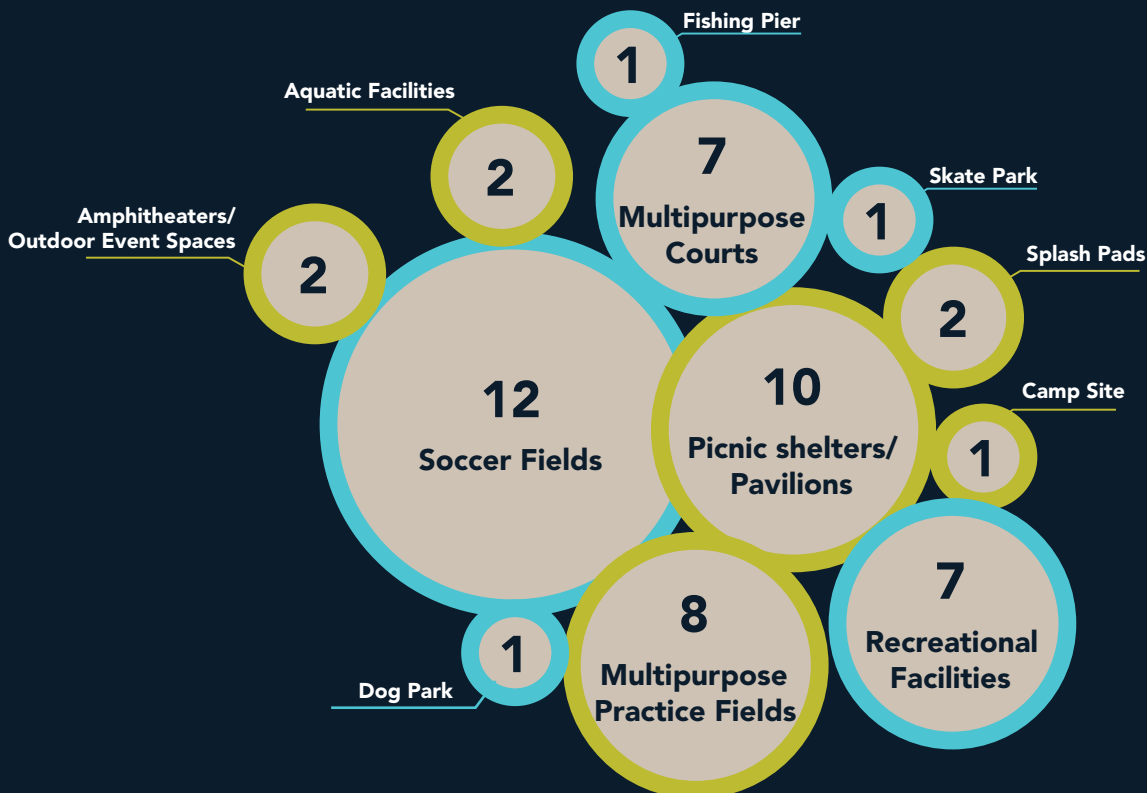 Fishing Pier
1
Aquatic Facilities
2
7
Multipurpose
Courts
Skate Park
1
Amphitheaters/
Outdoor Event Spaces
2
Splash Pads
2
12
Soccer Fields
10
Picnic shelters/
Pavilions
Camp Site
1
7
Recreational
Facilities
8
Multipurpose
Practice Fields
1
Dog Park